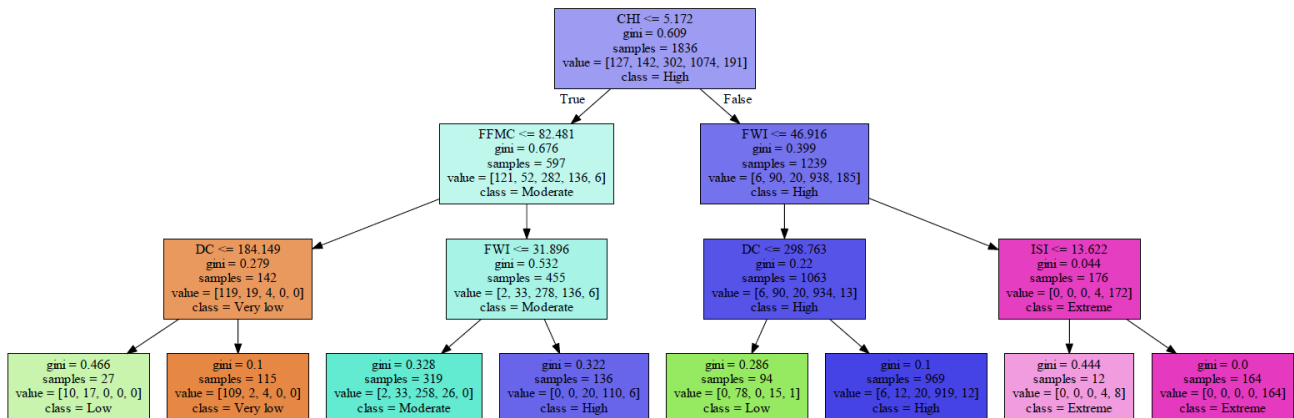 CHI <= 5.172
gini = 0.609
samples = 1836
value = [127, 142, 302, 1074, 191]
class = High
True
False
FFMC <= 82.481
gini = 0.676
samples = 597
value = [121, 52, 282, 136, 6]
class = Moderate
FWI <= 46.916
gini = 0.399
samples = 1239
value = [6, 90, 20, 938, 185]
class = High
DC <= 184.149
gini = 0.279
samples = 142
value = [119, 19, 4, 0, 0]
class = Very low
FWI <= 31.896
gini = 0.532
samples = 455
value = [2, 33, 278, 136, 6]
class = Moderate
DC <= 298.763
gini = 0.22
samples = 1063
value = [6, 90, 20, 934, 13]
class = High
ISI <= 13.622
gini = 0.044
samples = 176
value = [0, 0, 0, 4, 172]
class = Extreme
gini = 0.466
samples = 27
value = [10, 17, 0, 0, 0]
class = Low
gini = 0.1
samples = 115
value = [109, 2, 4, 0, 0]
class = Very low
gini = 0.328
samples = 319
value = [2, 33, 258, 26, 0]
class = Moderate
gini = 0.322
samples = 136
value = [0, 0, 20, 110, 6]
class = High
gini = 0.286
samples = 94
value = [0, 78, 0, 15, 1]
class = Low
gini = 0.1
samples = 969
value = [6, 12, 20, 919, 12]
class = High
gini = 0.444
samples = 12
value = [0, 0, 0, 4, 8]
class = Extreme
gini = 0.0
samples = 164
value = [0, 0, 0, 0, 164]
class = Extreme